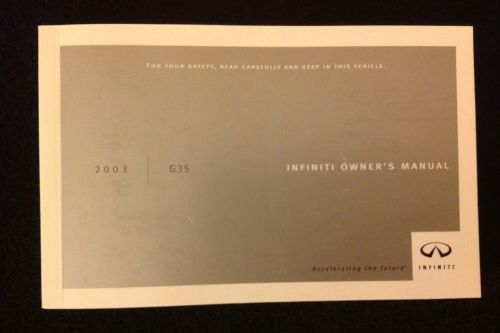 FOR YOUR SAFETY, READ CAREFULLY AND KEEP IN THIS VEHICLE.
2003 | G35
INFINITI OWNER'S MANUAL
Accelerating the future
INFINITI